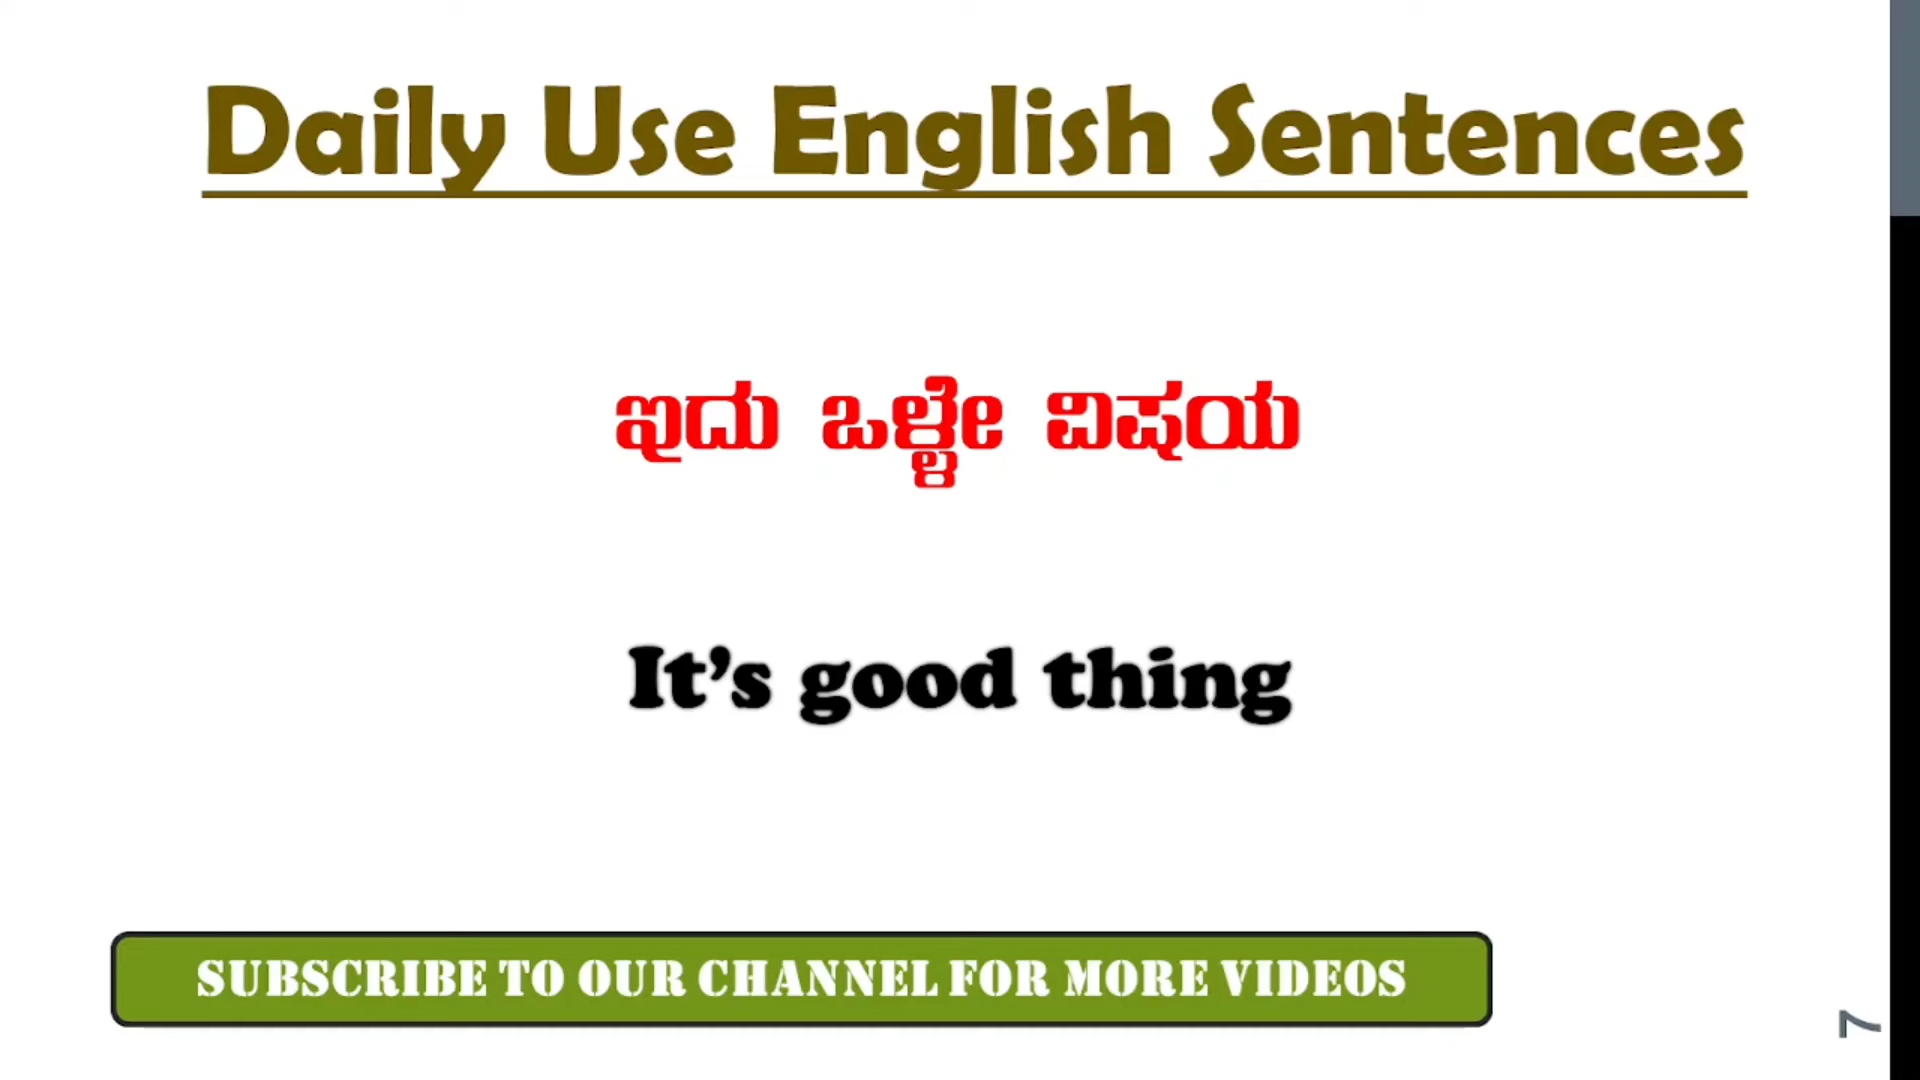 Daily Use English Sentences
ಇದು ಒಳ್ಳೇ ವಿಷಯ
It’s good thing
SUBSCRIBE TO OUR CHANNEL FOR MORE VIDEOS
7